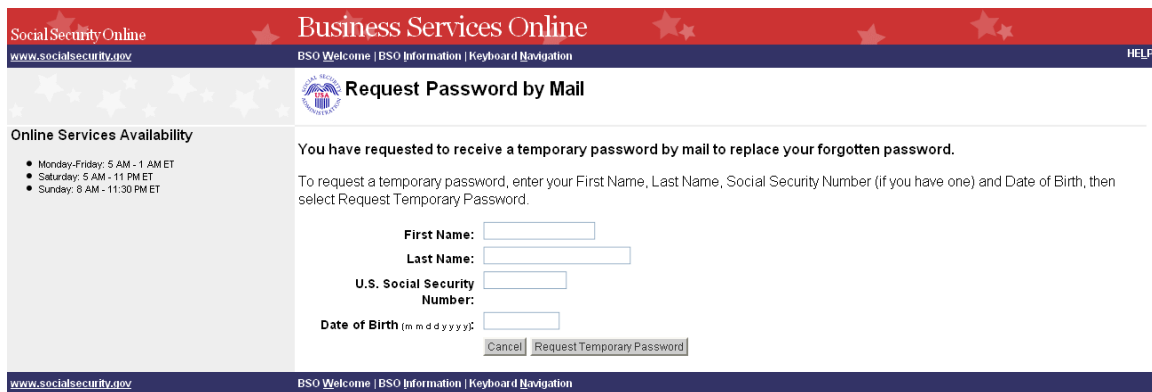 Social Security Online
Business Services Online
www.socialsecurity.gov
BSO Welcome | BSO Information | Keyboard Navigation
HELP
SOCIAL SECURITY ADMINISTRATION
USA
Request Password by Mail
Online Services Availability
Monday-Friday: 5 AM - 1 AM ET
Saturday: 5 AM - 11 PM ET
Sunday: 8 AM - 11:30 PM ET
You have requested to receive a temporary password by mail to replace your forgotten password.
To request a temporary password, enter your First Name, Last Name, Social Security Number (if you have one) and Date of Birth, then
select Request Temporary Password.
First Name:
Last Name:
U.S. Social Security
Number:
Date of Birth (m m d d y y y y):
Cancel
Request Temporary Password
www.socialsecurity.gov
BSO Welcome | BSO Information | Keyboard Navigation